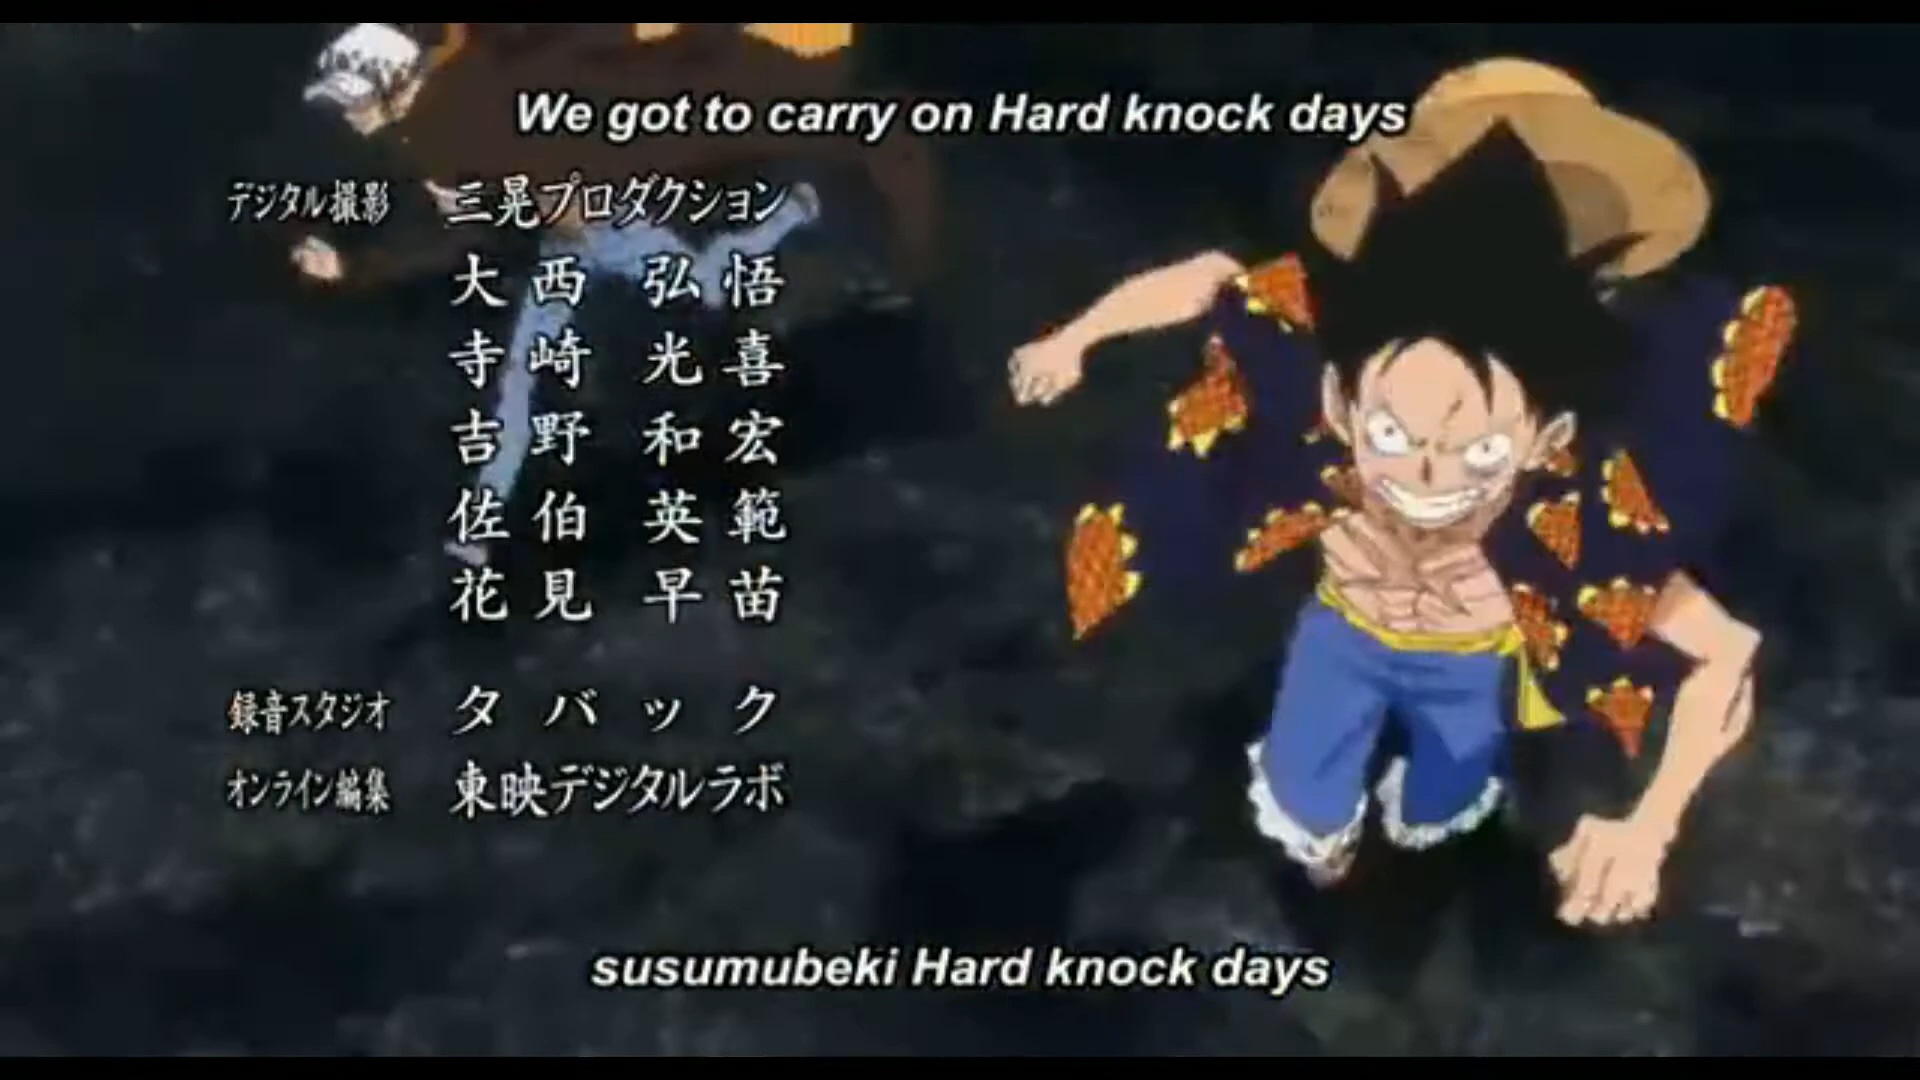 We got to carry on Hard knock days
デジタル撮影 三晃プロダクション
大西 弘悟
寺崎 光喜
吉野 和宏
佐伯 英範
花見 早苗
録音スタジオ タバック
オンライン編集 東映デジタルラボ
susumubeki Hard knock days